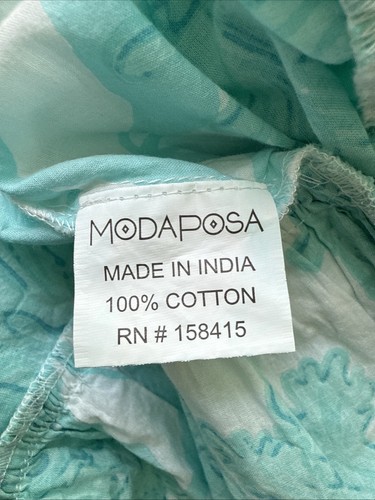 MODAPOSA
MADE IN INDIA
100% COTTON
RN # 158415